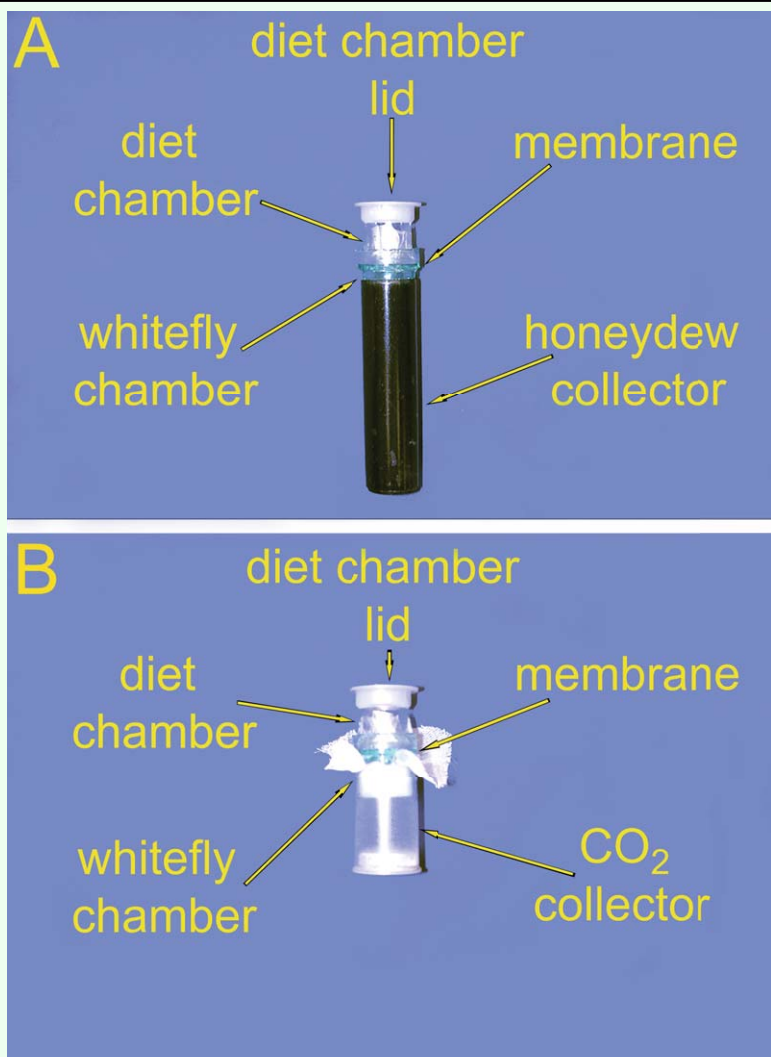 A
diet chamber
lid
diet
chamber
membrane
whitefly
chamber
honeydew
collector
B
diet chamber
lid
diet
chamber
membrane
whitefly
chamber
CO₂
collector